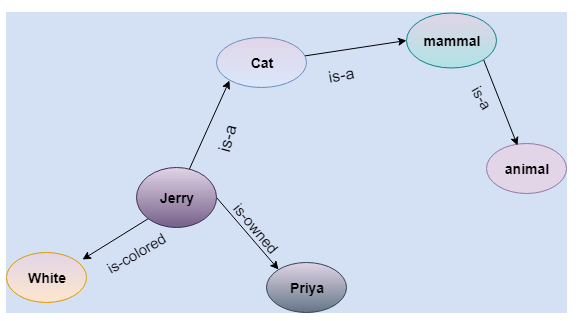 mammal
Cat
is-a
is-a
is-a
animal
Jerry
is-owned
is-colored
White
Priya